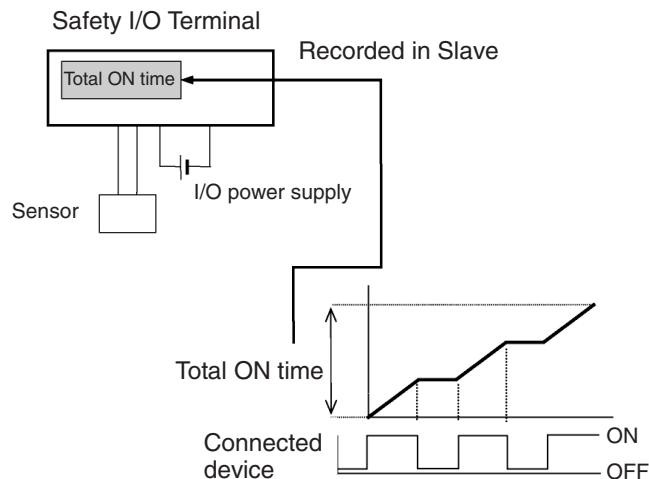 Safety I/O Terminal
Recorded in Slave
Total ON time
I/O power supply
Sensor
Total ON time
Connected
device
ON
OFF